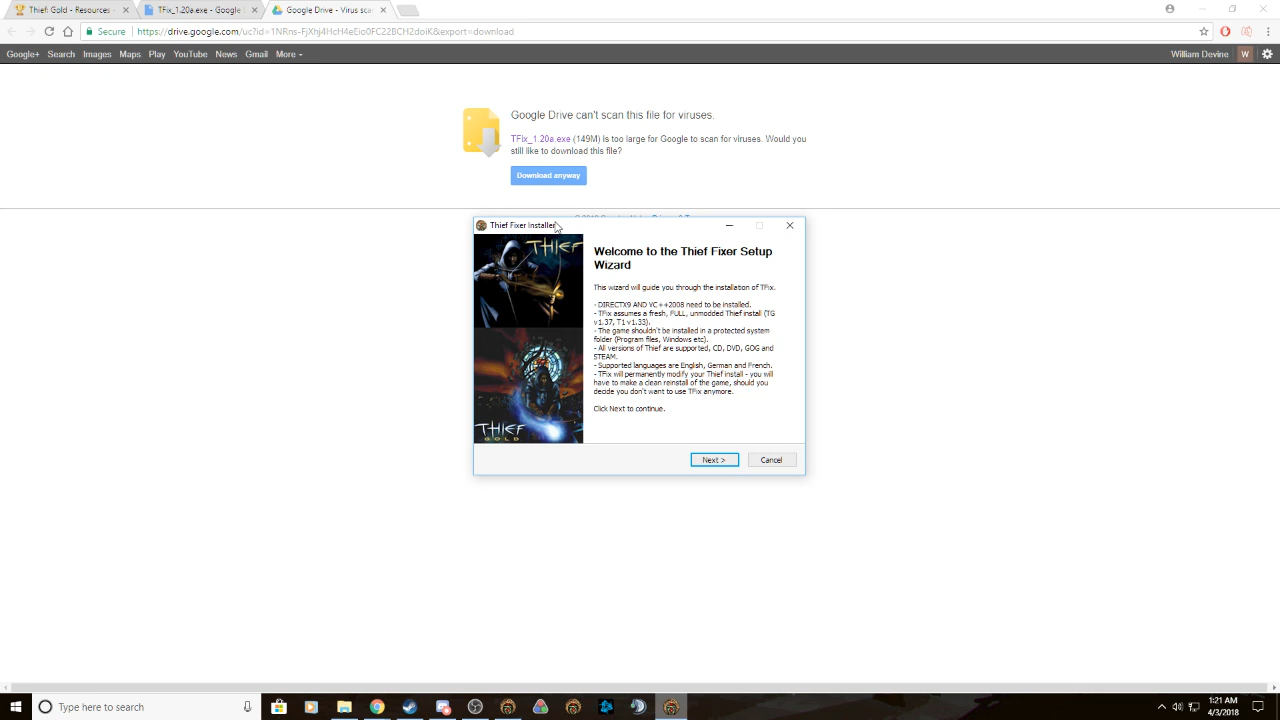 Thief: Gold - Resources -
TFix_1.20a.exe - Google
Google Drive - Virus sca
Secure
https://drive.google.com/uc?id=1NRns-FjXhj4HcH4eEio0FC22BCH2doiK&export=download
Google+ Search Images Maps Play YouTube News Gmail More
William Devine W
Google Drive can't scan this file for viruses.
TFix_1.20a.exe (149M) is too large for Google to scan for viruses. Would you
still like to download this file?
Download anyway
Thief Fixer Installer
THIEF
THIEF
GOLD
Welcome to the Thief Fixer Setup
Wizard
This wizard will guide you through the installation of TFix.
- DIRECTX9 AND VC++2008 need to be installed.
- TFix assumes a fresh, FULL, unmodded Thief install (TG
v1.37, T1 v1.33).
- The game shouldn't be installed in a protected system
folder (Program files, Windows etc).
- All versions of Thief are supported, CD, DVD, GOG and
STEAM.
- Supported languages are English, German and French.
- TFix will permanently modify your Thief install - you will
have to make a clean reinstall of the game, should you
decide you don't want to use TFix anymore.
Click Next to continue.
Next >
Cancel
Type here to search
1:21 AM
4/3/2018